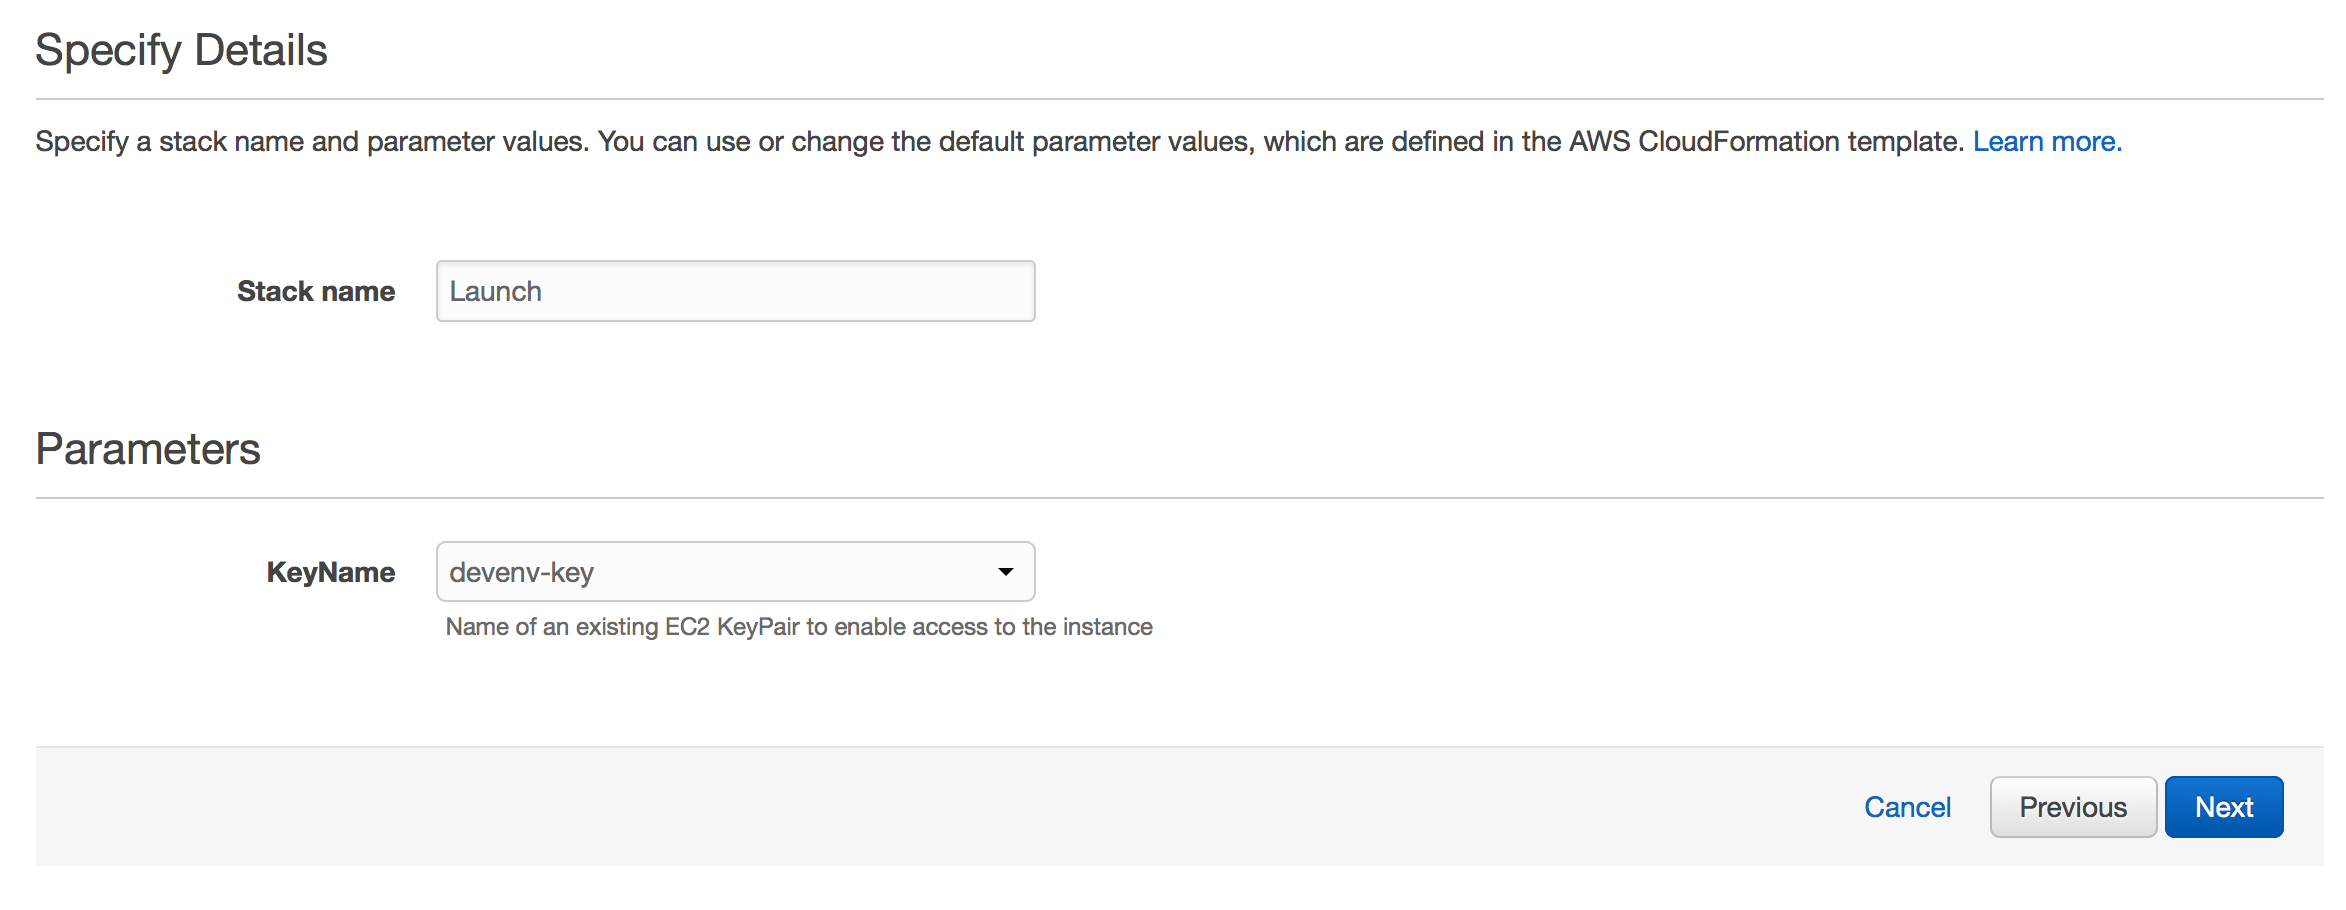 Specify Details
Specify a stack name and parameter values. You can use or change the default parameter values, which are defined in the AWS CloudFormation template. Learn more.
Stack name Launch
Parameters
KeyName devenv-key
Name of an existing EC2 KeyPair to enable access to the instance
Cancel Previous Next